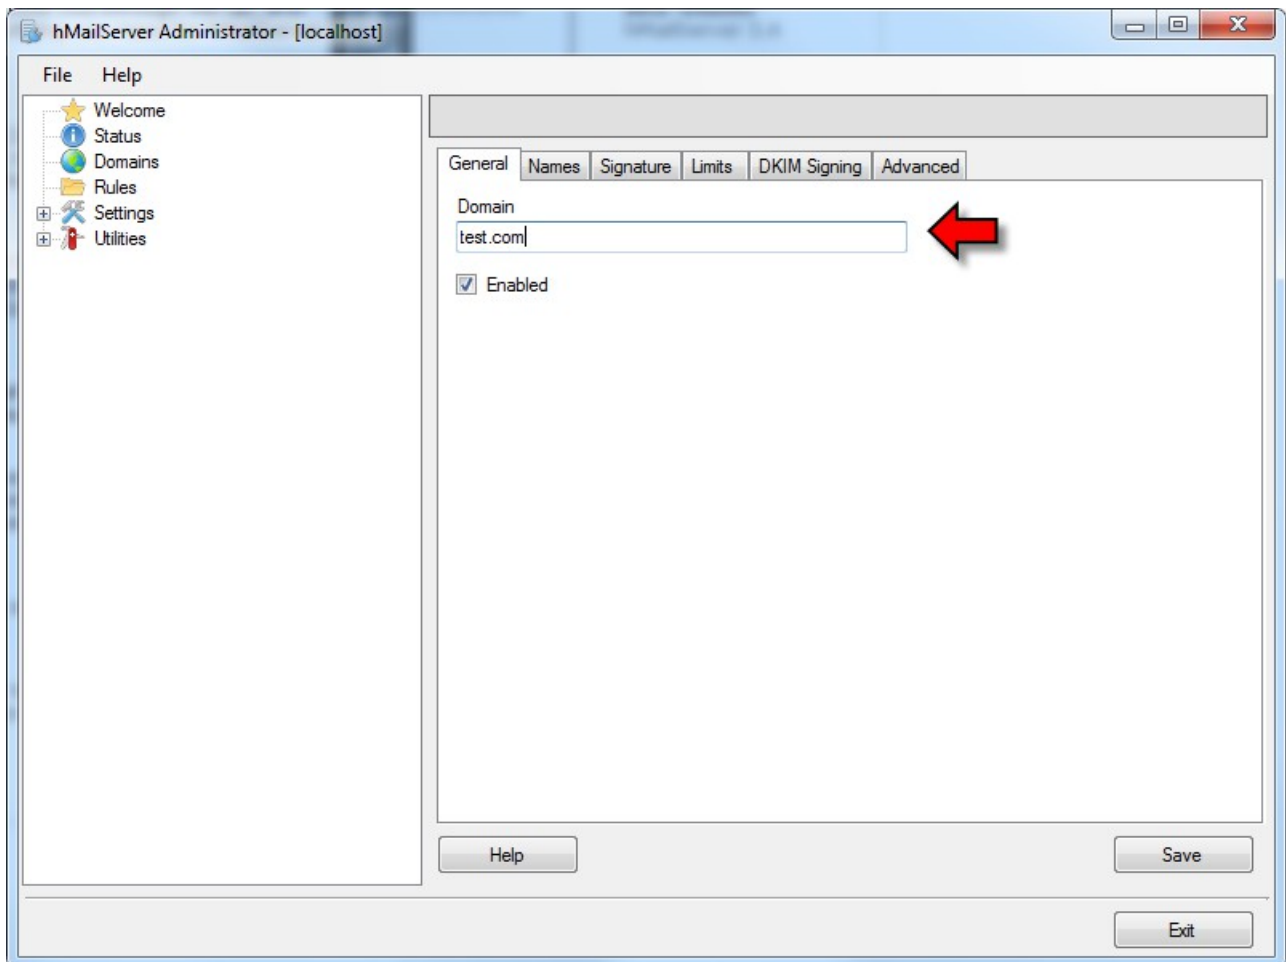 hMailServer Administrator - [localhost]
File Help
Welcome
Status
Domains
Rules
Settings
Utilities
General Names Signature Limits DKIM Signing Advanced
Domain
test.com
Enabled
Help Save
Exit